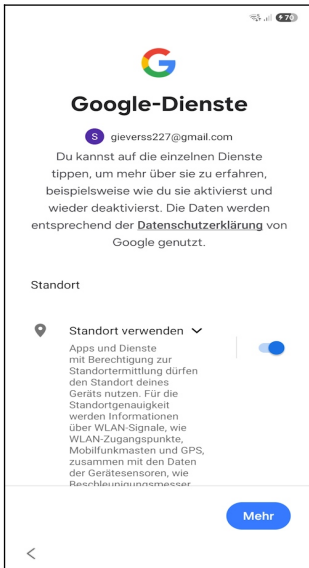 70
Google-Dienste
S gieverss227@gmail.com
Du kannst auf die einzelnen Dienste
tippen, um mehr über sie zu erfahren,
beispielsweise wie du sie aktivierst und
wieder deaktivierst. Die Daten werden
entsprechend der Datenschutzerklärung von
Google genutzt.
Standort
Standort verwenden
Apps und Dienste
mit Berechtigung zur
Standortermittlung dürfen
den Standort deines
Geräts nutzen. Für die
Standortgenauigkeit
werden Informationen
über WLAN-Signale, wie
WLAN-Zugangspunkte,
Mobilfunkmasten und GPS,
zusammen mit den Daten
der Gerätesensoren, wie
Beschleunigungsmesser
Mehr